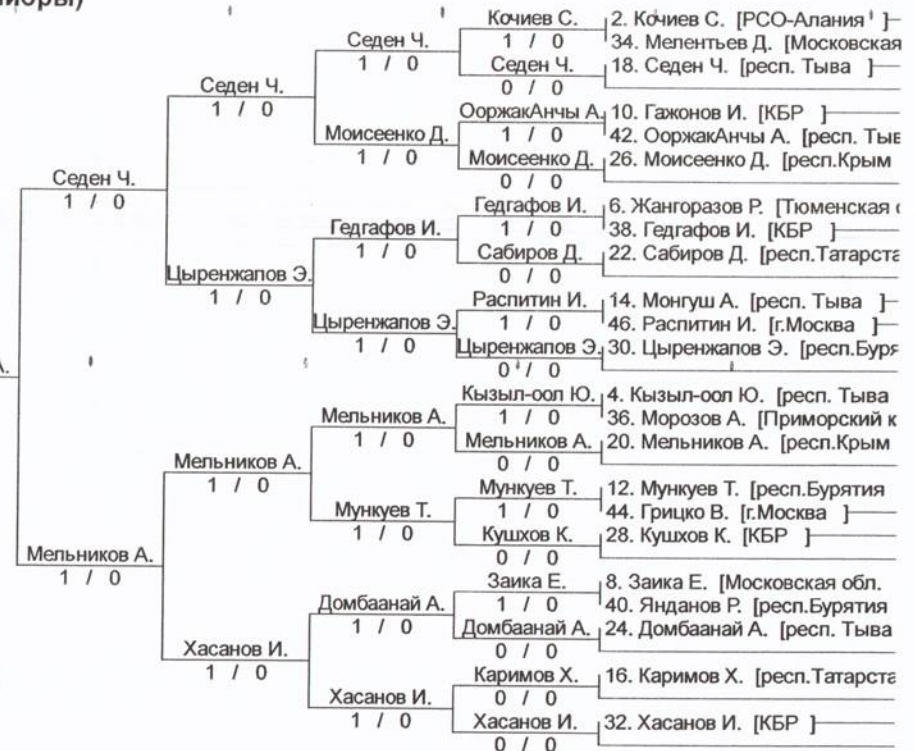 Кочиев С. 2. Кочиев С. [РСО-Алания ]
Седен Ч. 1 / 0 34. Мелентьев Д. [Московская
1 / 0 Седен Ч. 18. Седен Ч. [респ. Тыва ]
Седен Ч. 0 / 0
1 / 0 ООржакАнчы А. 10. Гажонов И. [КБР ]
Моисеенко Д. 1 / 0 42. ООржакАнчы А. [респ. Тыв
1 / 0 Моисеенко Д. 26. Моисеенко Д. [респ.Крым
Седен Ч. 0 / 0
1 / 0 Гедгафов И. 6. Жангоразов Р. [Тюменская
Гедгафов И. 1 / 0 38. Гедгафов И. [КБР ]
1 / 0 Сабиров Д. 22. Сабиров Д. [респ.Татарста
Цыренжапов Э. 0 / 0
1 / 0 Распитин И. 14. Монгуш А. [респ. Тыва ]
Цыренжапов Э. 1 / 0 46. Распитин И. [г.Москва ]
1 / 0 Цыренжапов Э. 30. Цыренжапов Э. [респ.Буря
0 / 0
Кызыл-оол Ю. 4. Кызыл-оол Ю. [респ. Тыва
Мельников А. 1 / 0 36. Морозов А. [Приморский к
1 / 0 Мельников А. 20. Мельников А. [респ.Крым
Мельников А. 0 / 0
1 / 0 Мункуев Т. 12. Мункуев Т. [респ.Бурятия
Мункуев Т. 1 / 0 44. Грицко В. [г.Москва ]
1 / 0 Кушхов К. 28. Кушхов К. [КБР ]
Мельников А. 0 / 0
1 / 0 Заика Е. 8. Заика Е. [Московская обл.
Домбаанай А. 1 / 0 40. Янданов Р. [респ.Бурятия
1 / 0 Домбаанай А. 24. Домбаанай А. [респ. Тыва
Хасанов И. 0 / 0
1 / 0 Каримов Х. 16. Каримов Х. [респ.Татарста
Хасанов И. 0 / 0
1 / 0 Хасанов И. 32. Хасанов И. [КБР ]
0 / 0